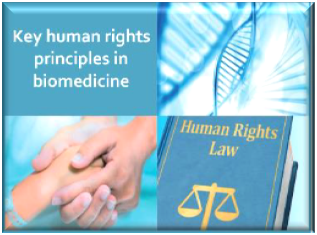 Key human rights
principles in
biomedicine
Human Rights
Law